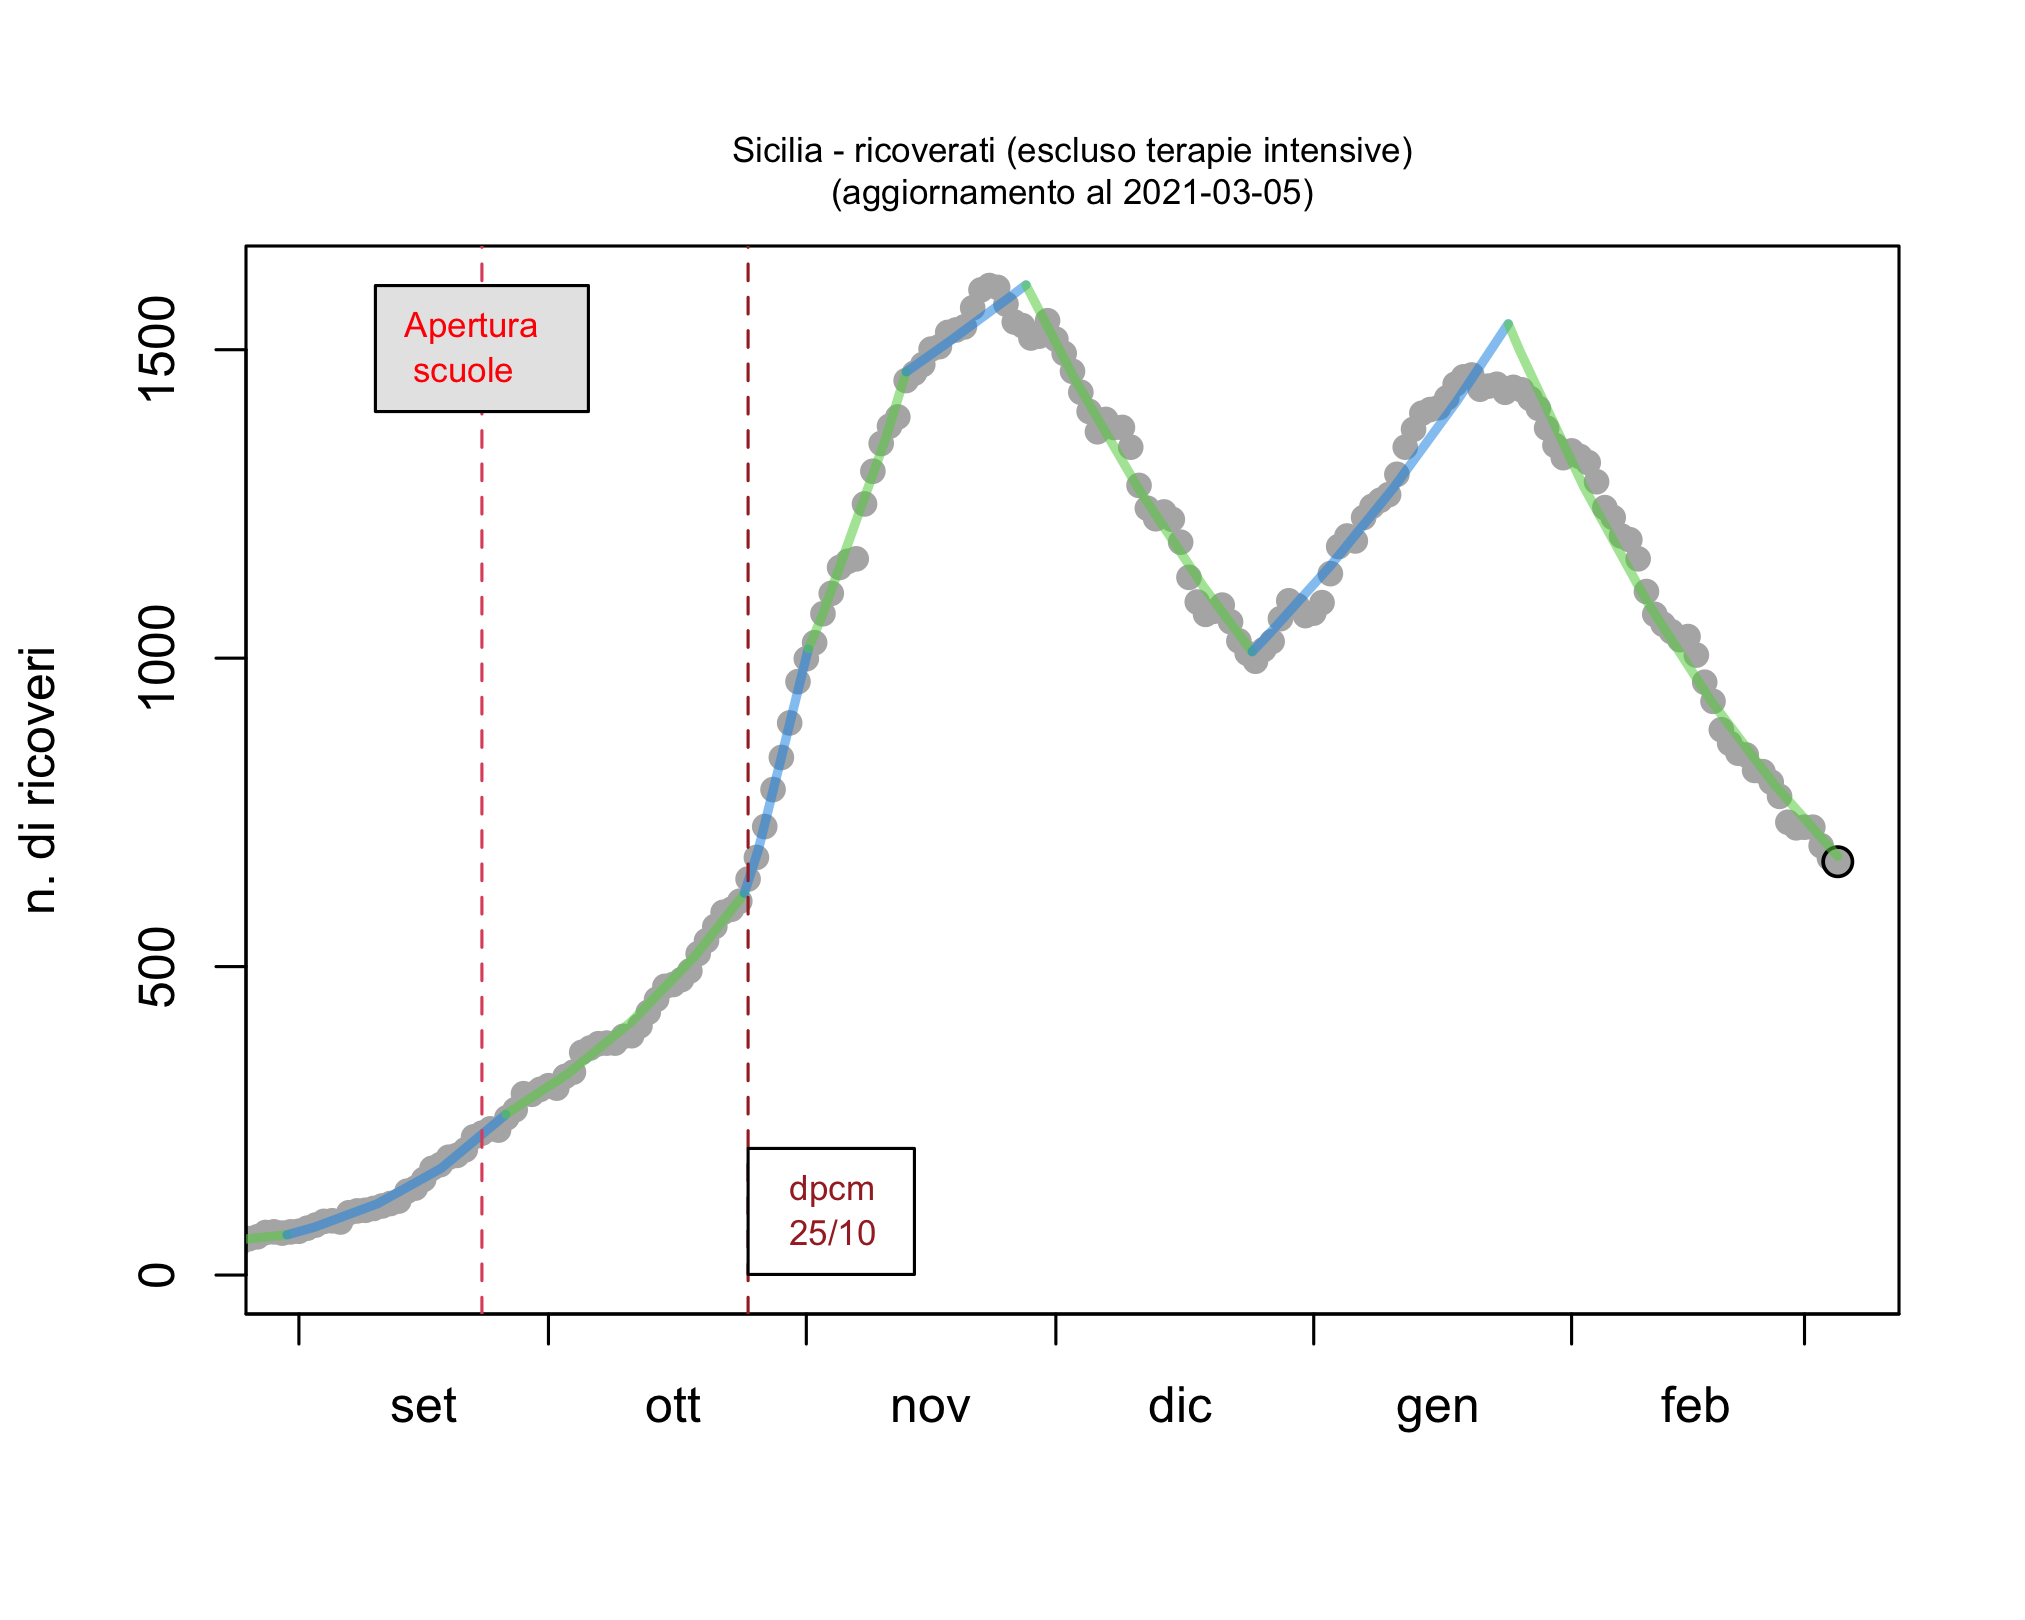 Sicilia - ricoverati (escluso terapie intensive)
(aggiornamento al 2021-03-05)
n. di ricoveri
1500
1000
500
0
Apertura
scuole
dpcm
25/10
set ott nov dic gen feb